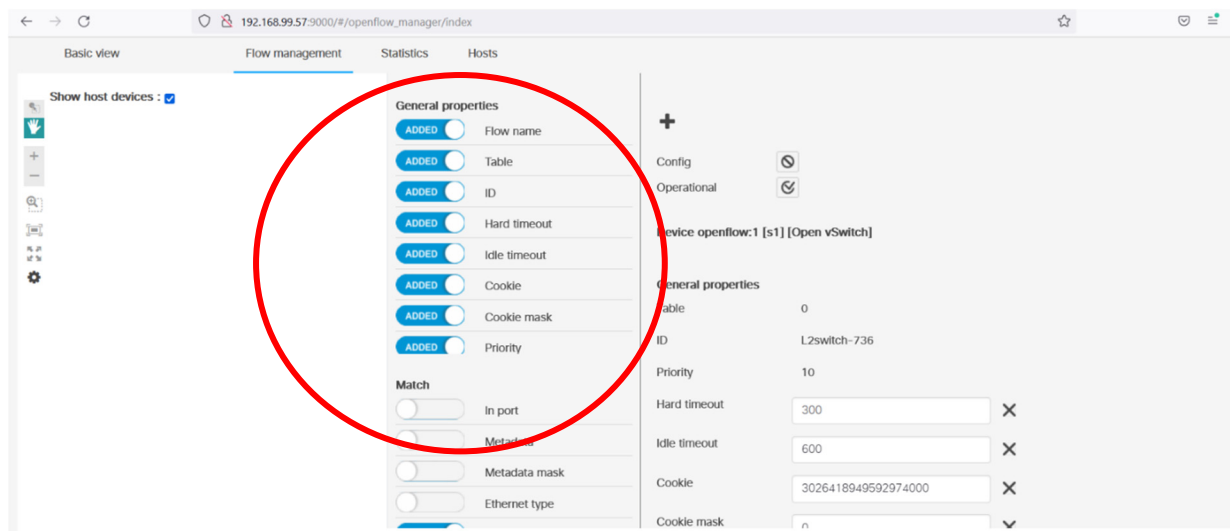 192.168.99.57:9000/#/openflow_manager/index
Basic view Flow management Statistics Hosts
Show host devices :
General properties
ADDED Flow name
ADDED Table
ADDED ID
ADDED Hard timeout
ADDED Idle timeout
ADDED Cookie
ADDED Cookie mask
ADDED Priority
Match
In port
Metadata
Metadata mask
Ethernet type
Config
Operational
Device openflow:1 [s1] [Open vSwitch]
General properties
Table 0
ID L2switch-736
Priority 10
Hard timeout 300
Idle timeout 600
Cookie 3026418949592974000
Cookie mask 0